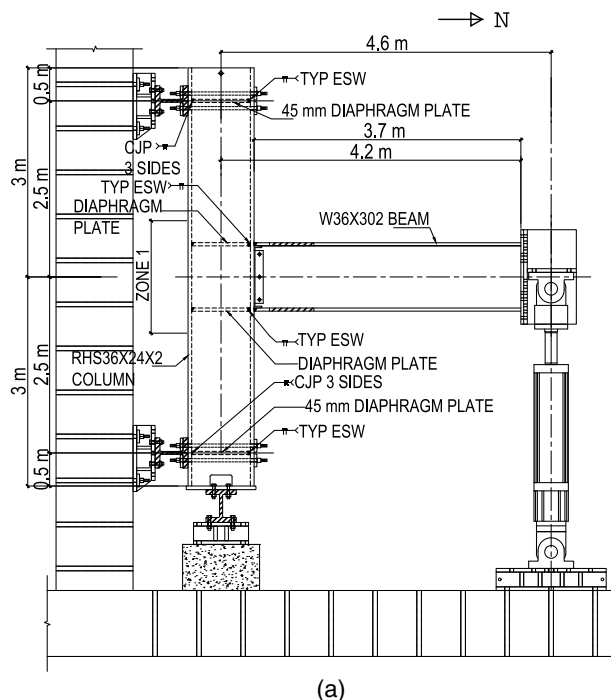 N
4.6 m
0.5 m
TYP ESW
45 mm DIAPHRAGM PLATE
3.7 m
4.2 m
CJP
3 SIDES
TYP ESW
DIAPHRAGM
PLATE
W36X302 BEAM
3 m
2.5 m
ZONE 1
TYP ESW
RHS36X24X2
COLUMN
DIAPHRAGM PLATE
CJP 3 SIDES
45 mm DIAPHRAGM PLATE
3 m
2.5 m
TYP ESW
0.5 m
(a)